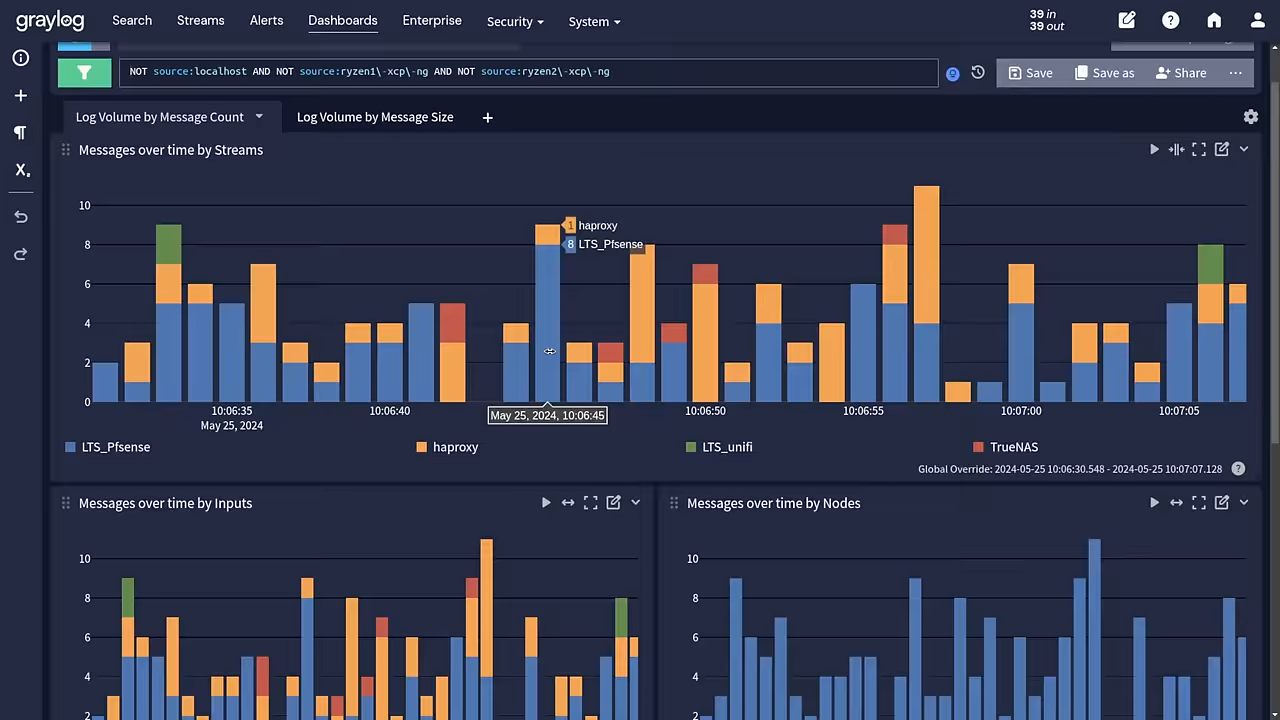 graylog Search Streams Alerts Dashboards Enterprise Security System 39 in
39 out
NOT source:localhost AND NOT source:ryzen1\-xcp\-ng AND NOT source:ryzen2\-xcp\-ng Save Save as Share ...
Log Volume by Message Count Log Volume by Message Size +
Messages over time by Streams
10
8
6
4
2
0
1 haproxy
8 LTS_Pfsense
10:06:35 10:06:40 May 25, 2024, 10:06:45 10:06:50 10:06:55 10:07:00 10:07:05
May 25, 2024
LTS_Pfsense haproxy LTS_unifi TrueNAS
Global Override: 2024-05-25 10:06:30.548 - 2024-05-25 10:07:07.128
Messages over time by Inputs
10
8
6
4
2
Messages over time by Nodes
10
8
6
4
2